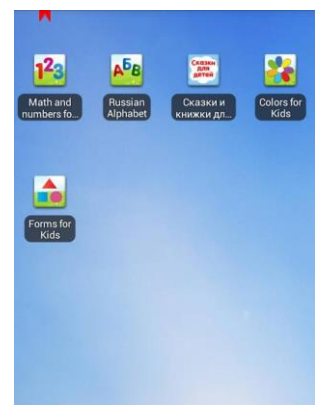 123
АБВ
Сказки
для
детей
Math and
numbers fo...
Russian
Alphabet
Сказки и
книжки дл...
Colors for
Kids
Forms for
Kids